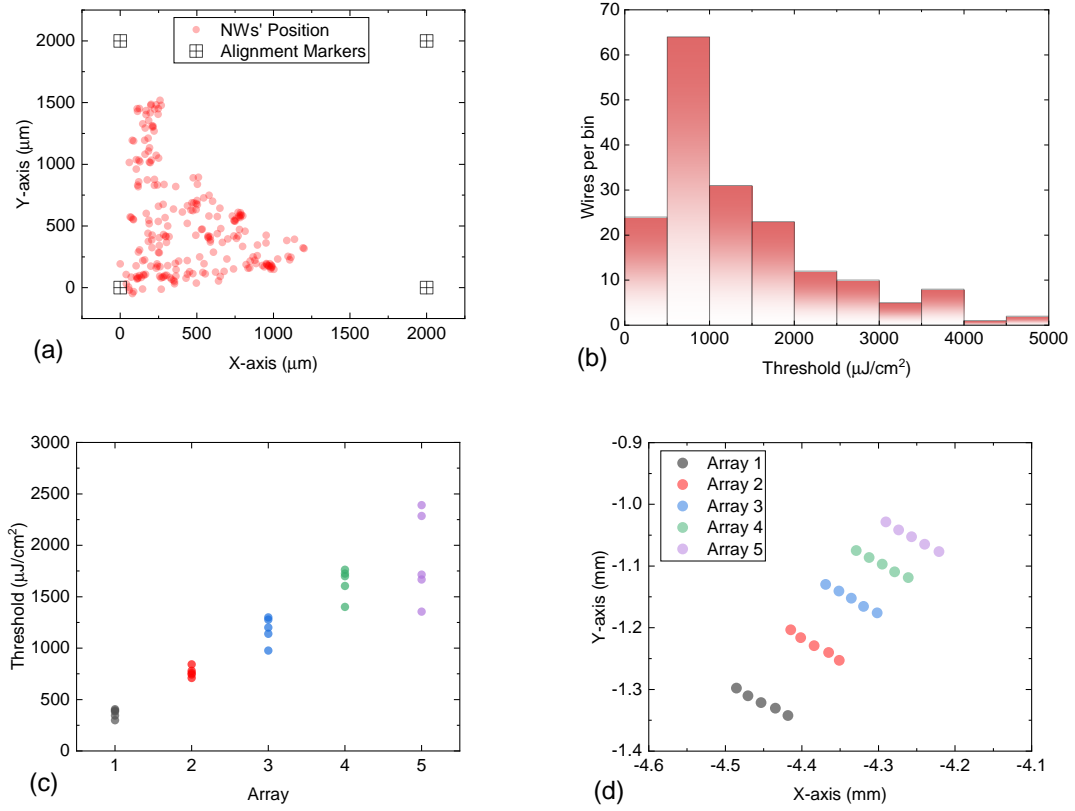 2000
1500
1000
500
0
Y-axis (μm)
NWs' Position
Alignment Markers
0
500
1000
1500
2000
X-axis (μm)
(a)
70
60
50
40
30
20
10
0
Wires per bin
0
1000
2000
3000
4000
5000
Threshold (μJ/cm²)
(b)
3000
2500
2000
1500
1000
500
0
Threshold (μJ/cm²)
1
2
3
4
5
Array
(c)
-0.9
-1.0
-1.1
-1.2
-1.3
-1.4
Y-axis (mm)
Array 1
Array 2
Array 3
Array 4
Array 5
-4.6
-4.5
-4.4
-4.3
-4.2
-4.1
X-axis (mm)
(d)